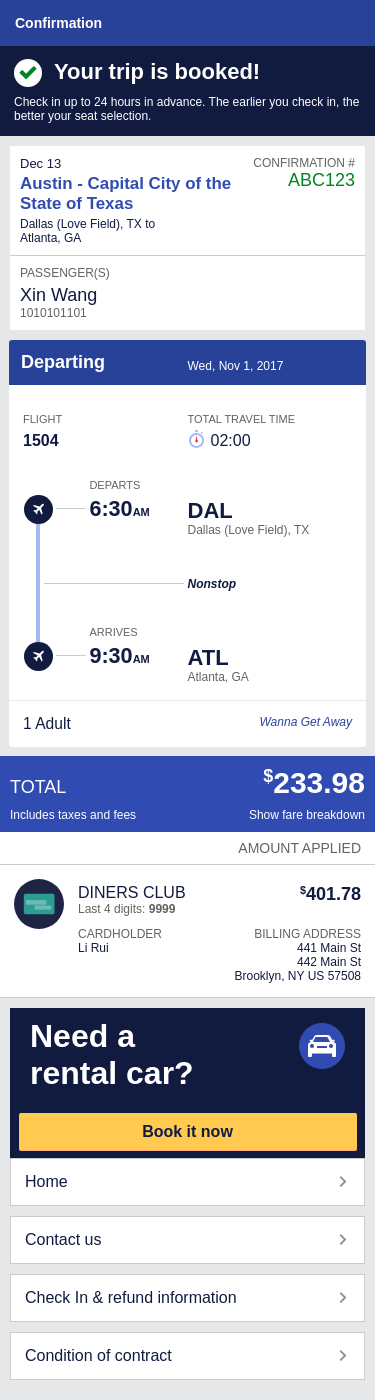 Confirmation
Your trip is booked!
Check in up to 24 hours in advance. The earlier you check in, the
better your seat selection.
Dec 13
CONFIRMATION #
Austin - Capital City of the
State of Texas
ABC123
Dallas (Love Field), TX to
Atlanta, GA
PASSENGER(S)
Xin Wang
1010101101
Departing
Wed, Nov 1, 2017
FLIGHT
TOTAL TRAVEL TIME
1504
02:00
DEPARTS
6:30AM
DAL
Dallas (Love Field), TX
Nonstop
ARRIVES
9:30AM
ATL
Atlanta, GA
1 Adult
Wanna Get Away
TOTAL
$233.98
Includes taxes and fees
Show fare breakdown
AMOUNT APPLIED
DINERS CLUB
$401.78
Last 4 digits: 9999
CARDHOLDER
BILLING ADDRESS
Li Rui
441 Main St
442 Main St
Brooklyn, NY US 57508
Need a
rental car?
Book it now
Home
Contact us
Check In & refund information
Condition of contract